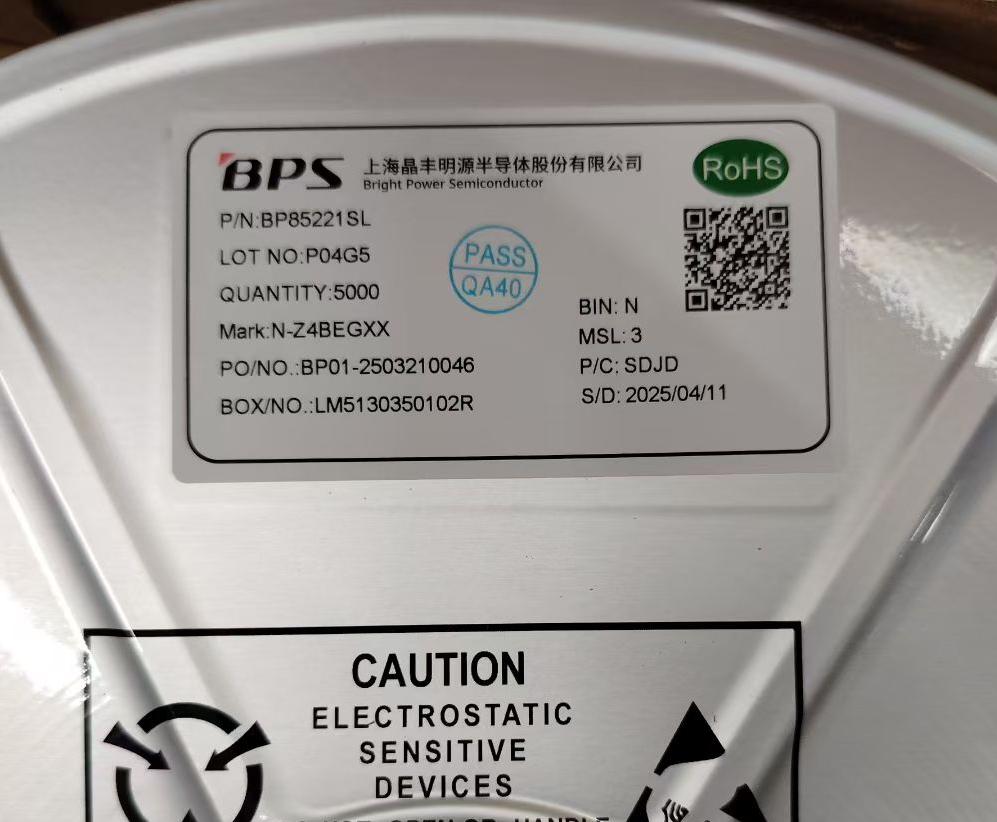 BPS 上海晶丰明源半导体股份有限公司
Bright Power Semiconductor
RoHS
P/N:BP85221SL
LOT NO:P04G5
QUANTITY:5000
Mark:N-Z4BEGXX
PO/NO.:BP01-2503210046
BOX/NO.:LM5130350102R
PASS
QA40
BIN: N
MSL: 3
P/C: SDJD
S/D: 2025/04/11
CAUTION
ELECTROSTATIC
SENSITIVE
DEVICES